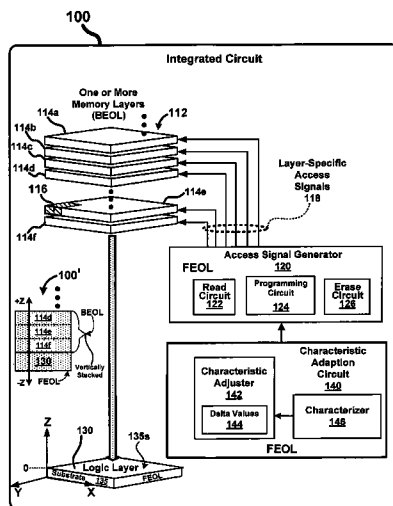 100
Integrated Circuit
One or More
Memory Layers
(BEOL)
112
114a
114b
114c
114d
116
114e
114f
Layer-Specific
Access
Signals
118
Access Signal Generator
120
FEOL
Read
Circuit
122
Programming
Circuit
124
Erase
Circuit
126
100'
+Z
114d
114e
114f
130
-Z
BEOL
Vertically
Stacked
FEOL
Characteristic
Adaption
Circuit
140
Characteristic
Adjuster
142
Delta Values
144
Characterizer
146
FEOL
Z
0
Y
X
130
135s
Logic Layer
Substrate 135
FEOL